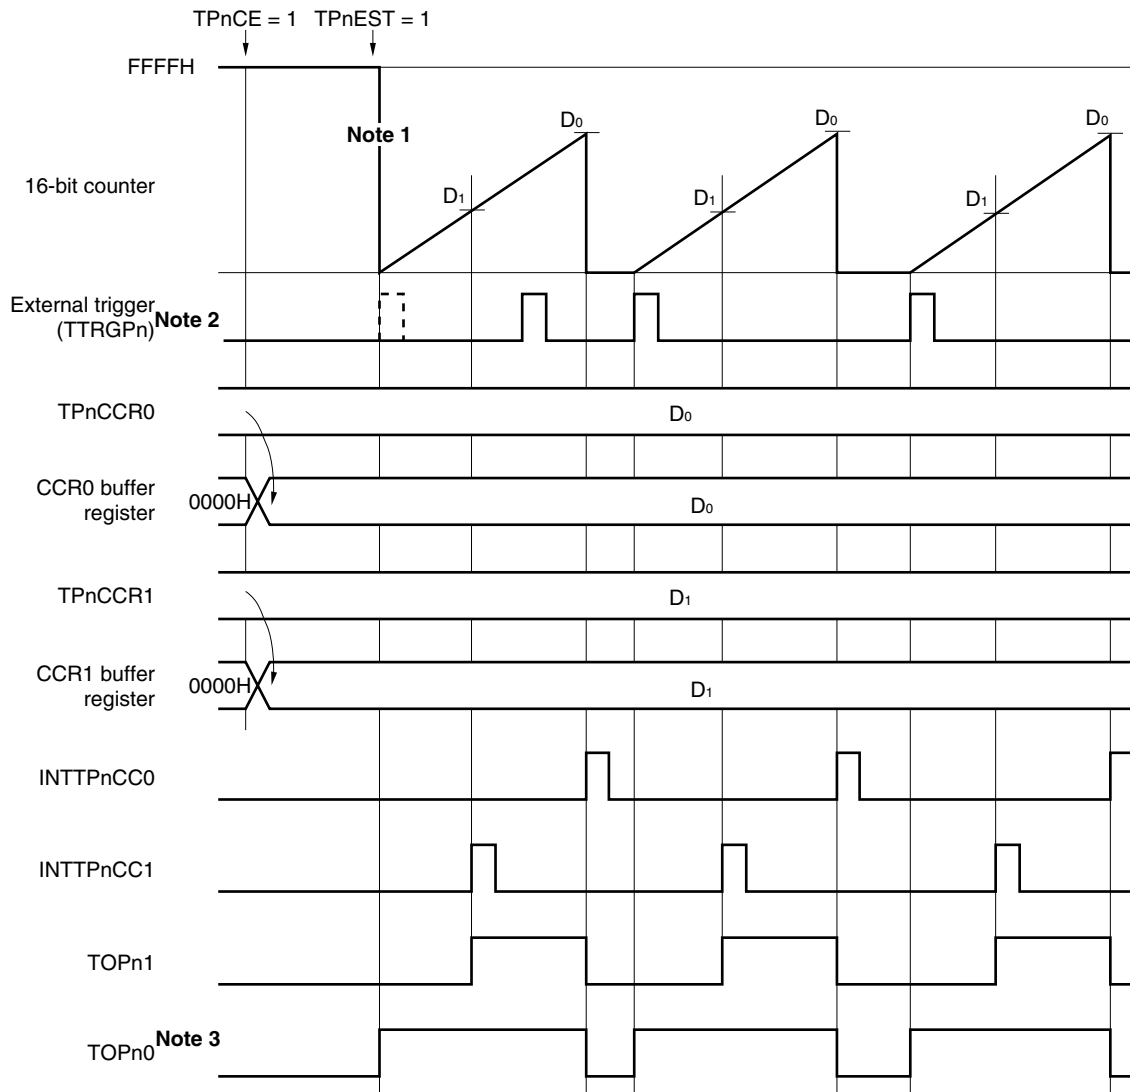 TPnCE = 1 TPnEST = 1
FFFFH
Note 1
D0 D0 D0
16-bit counter
D1 D1 D1
External trigger
(TTRGPn) Note 2
TPnCCR0
D0
CCR0 buffer
register
0000H
D0
TPnCCR1
D1
CCR1 buffer
register
0000H
D1
INTTPnCC0
INTTPnCC1
TOPn1
TOPn0 Note 3